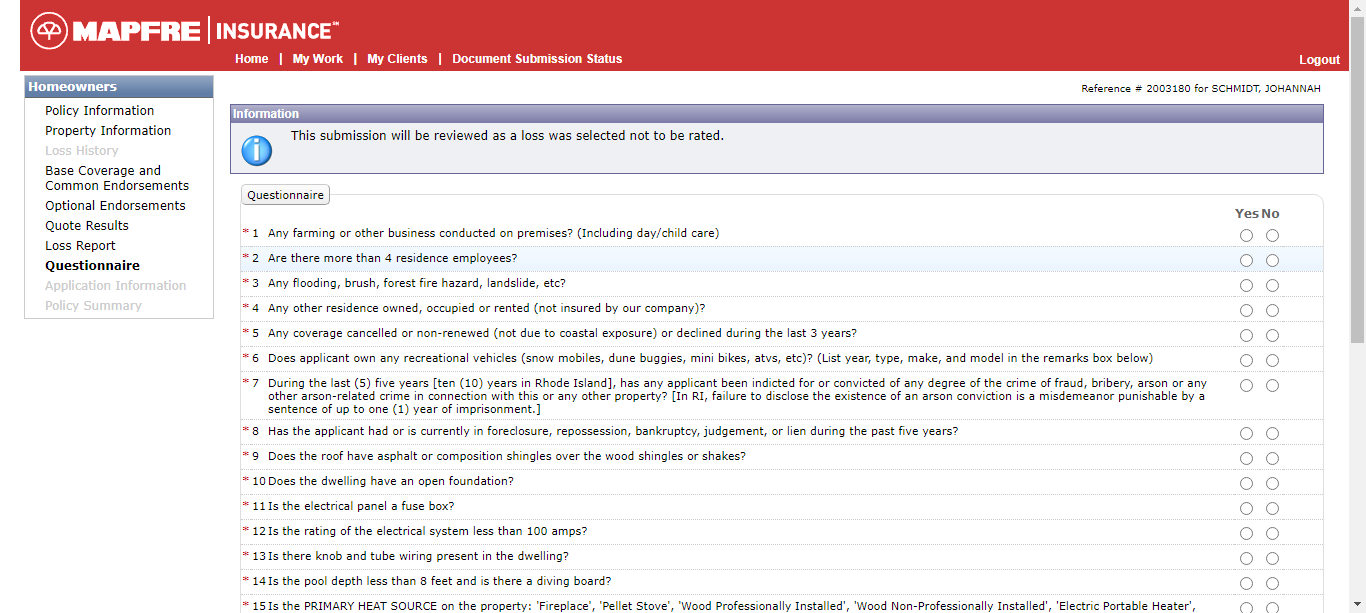 MAPFRE | INSURANCE℠
Home | My Work | My Clients | Document Submission Status
Logout
Homeowners
Policy Information
Property Information
Loss History
Base Coverage and
Common Endorsements
Optional Endorsements
Quote Results
Loss Report
Questionnaire
Application Information
Policy Summary
Reference # 2003180 for SCHMIDT, JOHANNAH
Information
This submission will be reviewed as a loss was selected not to be rated.
Questionnaire
Yes No
* 1 Any farming or other business conducted on premises? (Including day/child care)
* 2 Are there more than 4 residence employees?
* 3 Any flooding, brush, forest fire hazard, landslide, etc?
* 4 Any other residence owned, occupied or rented (not insured by our company)?
* 5 Any coverage cancelled or non-renewed (not due to coastal exposure) or declined during the last 3 years?
* 6 Does applicant own any recreational vehicles (snow mobiles, dune buggies, mini bikes, atvs, etc)? (List year, type, make, and model in the remarks box below)
* 7 During the last (5) five years [ten (10) years in Rhode Island], has any applicant been indicted for or convicted of any degree of the crime of fraud, bribery, arson or any
other arson-related crime in connection with this or any other property? [In RI, failure to disclose the existence of an arson conviction is a misdemeanor punishable by a
sentence of up to one (1) year of imprisonment.]
* 8 Has the applicant had or is currently in foreclosure, repossession, bankruptcy, judgement, or lien during the past five years?
* 9 Does the roof have asphalt or composition shingles over the wood shingles or shakes?
* 10 Does the dwelling have an open foundation?
* 11 Is the electrical panel a fuse box?
* 12 Is the rating of the electrical system less than 100 amps?
* 13 Is there knob and tube wiring present in the dwelling?
* 14 Is the pool depth less than 8 feet and is there a diving board?
* 15 Is the PRIMARY HEAT SOURCE on the property: 'Fireplace', 'Pellet Stove', 'Wood Professionally Installed', 'Wood Non-Professionally Installed', 'Electric Portable Heater',